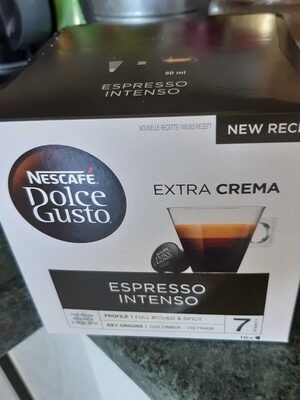 50 ml
ESPRESSO
INTENSO
NOUVELLE RECETTE / NEUES REZEPT
NEW RECI
NESCAFÉ
Dolce
Gusto
EXTRA CREMA
ESPRESSO
INTENSO
PROFILE | FULL BODIED & SPICY
KEY ORIGINS | COLOMBIA - VIETNAM
7